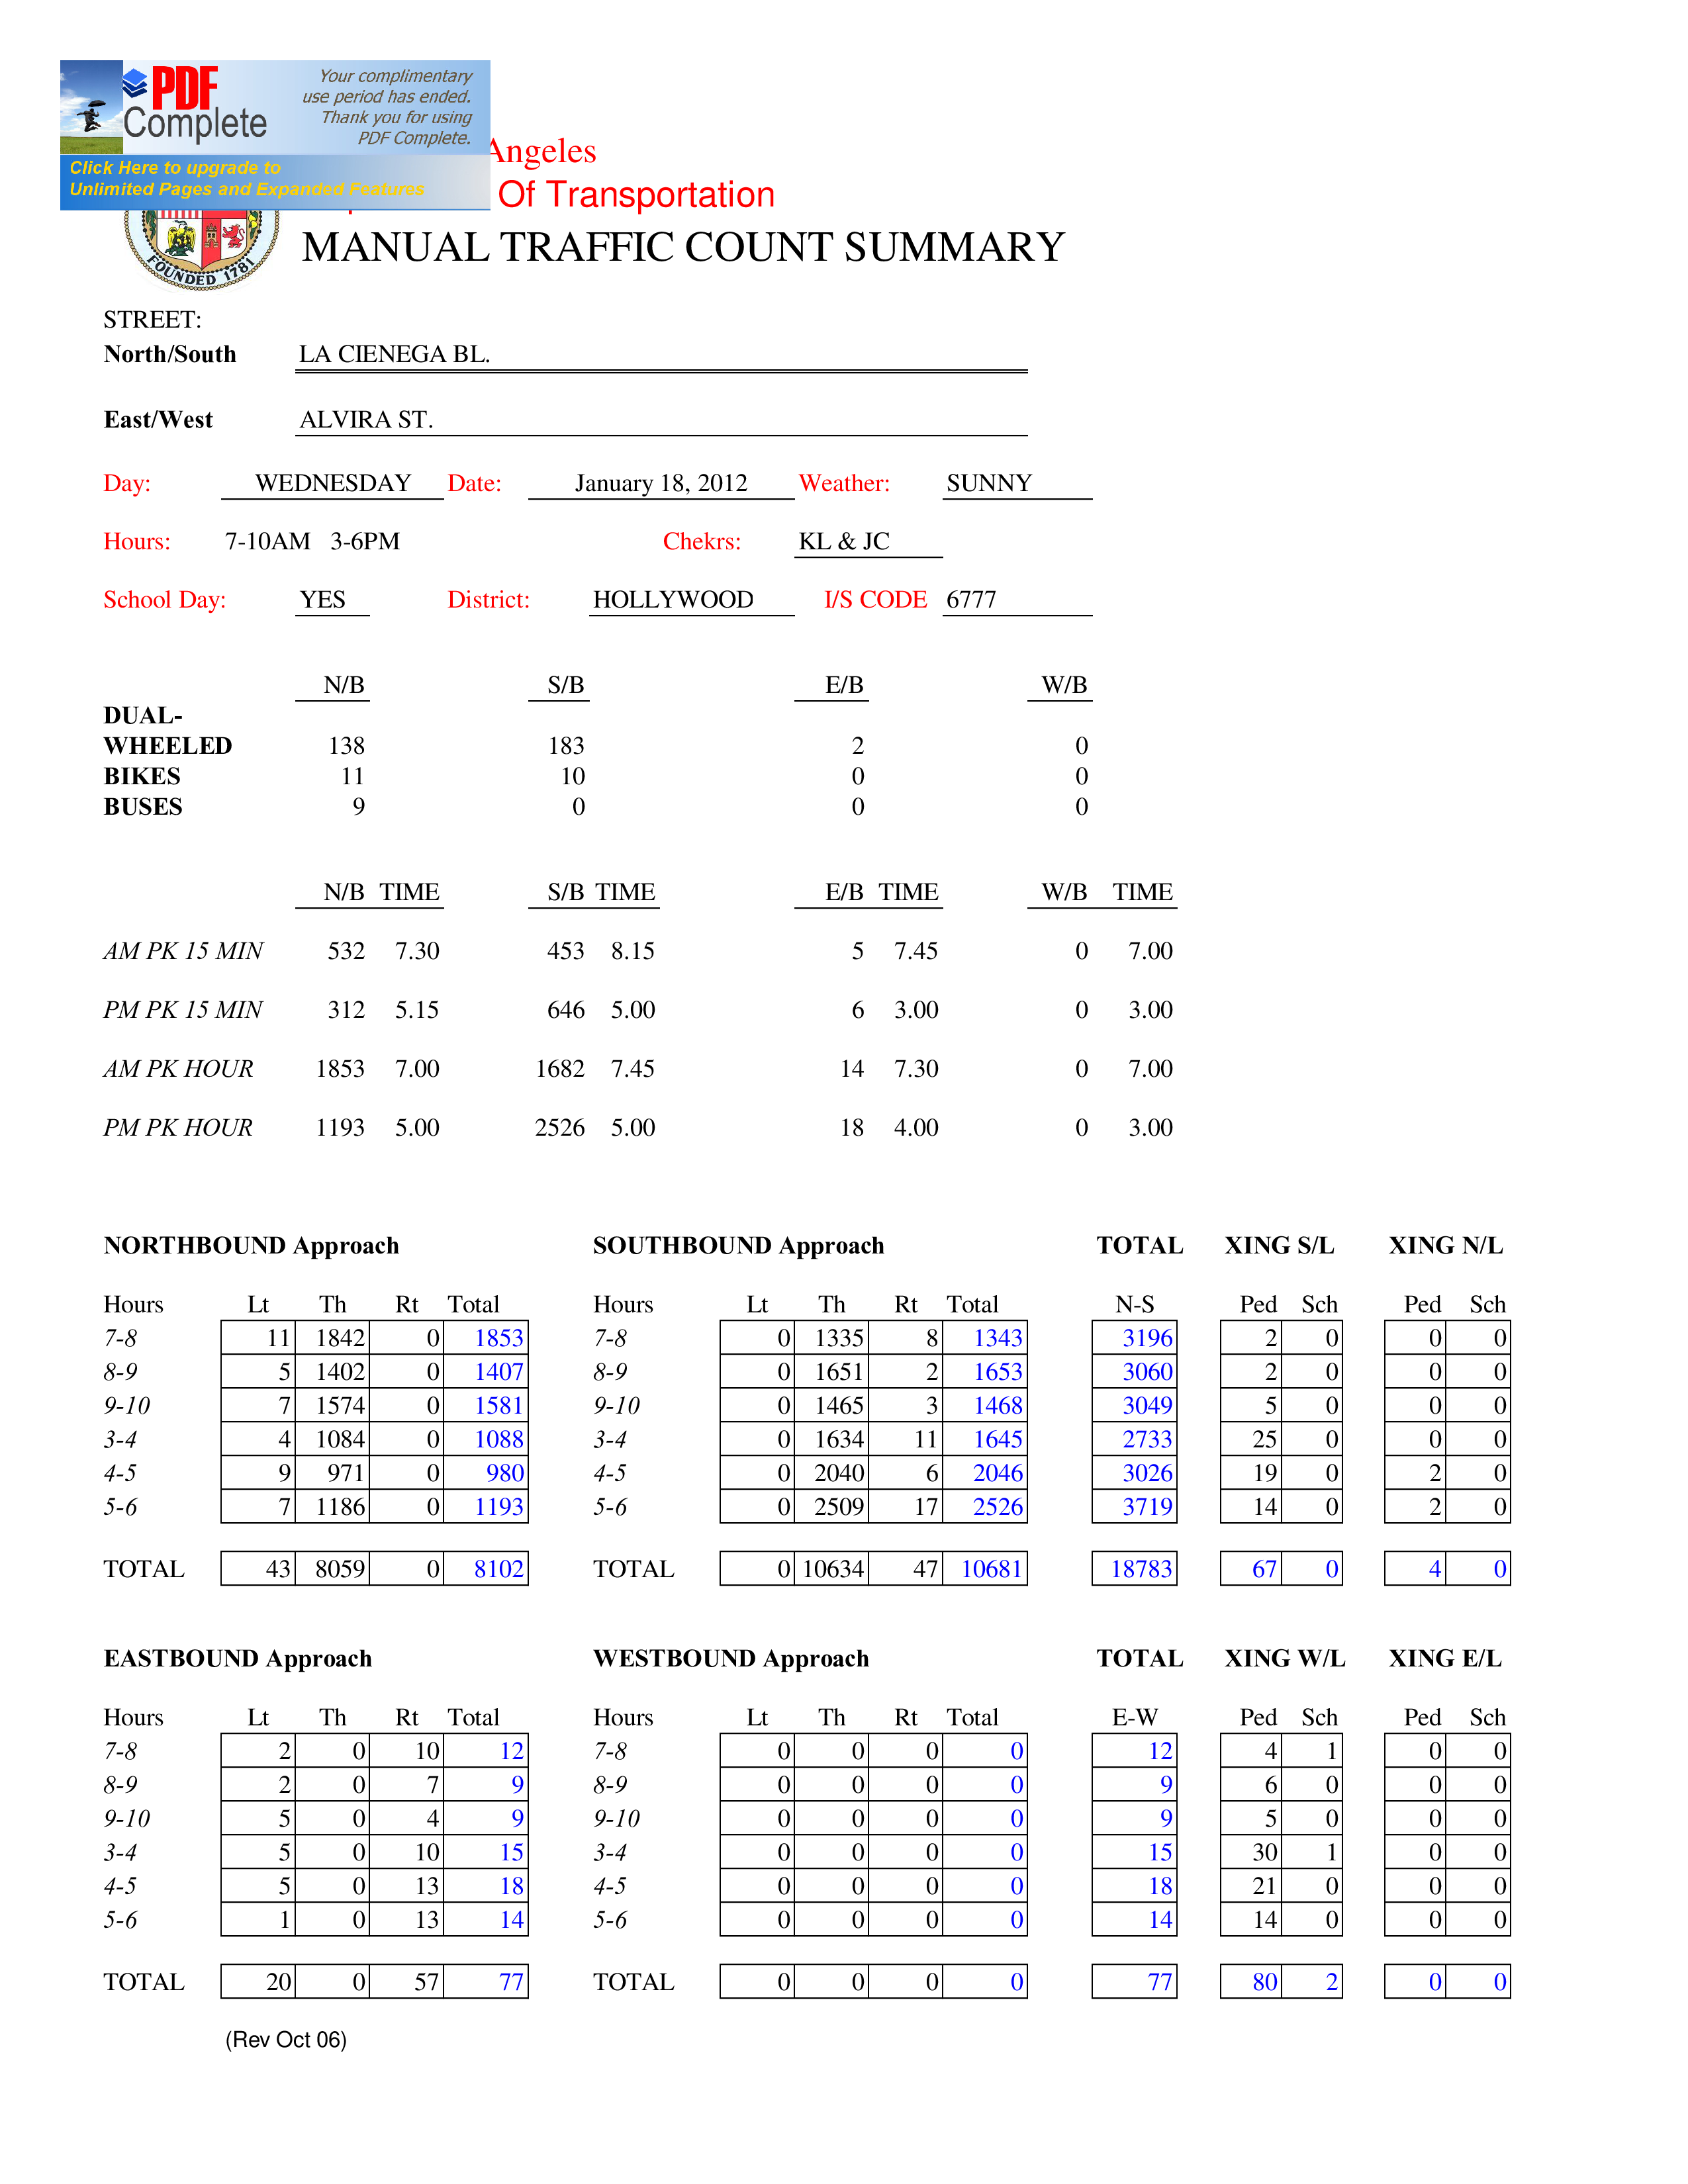 PDF
Complete
Your complimentary
use period has ended.
Thank you for using
PDF Complete.
Click Here to upgrade to
Unlimited Pages and Expanded Features
Angeles
Of Transportation
FOUNDED 1781
MANUAL TRAFFIC COUNT SUMMARY
STREET:
North/South LA CIENEGA BL.
East/West ALVIRA ST.
Day: WEDNESDAY Date: January 18, 2012 Weather: SUNNY
Hours: 7-10AM 3-6PM Chekrs: KL & JC
School Day: YES District: HOLLYWOOD I/S CODE 6777
N/B S/B E/B W/B
DUAL-
WHEELED 138 183 2 0
BIKES 11 10 0 0
BUSES 9 0 0 0
N/B TIME S/B TIME E/B TIME W/B TIME
AM PK 15 MIN 532 7.30 453 8.15 5 7.45 0 7.00
PM PK 15 MIN 312 5.15 646 5.00 6 3.00 0 3.00
AM PK HOUR 1853 7.00 1682 7.45 14 7.30 0 7.00
PM PK HOUR 1193 5.00 2526 5.00 18 4.00 0 3.00
NORTHBOUND Approach SOUTHBOUND Approach TOTAL XING S/L XING N/L
Hours Lt Th Rt Total Hours Lt Th Rt Total N-S Ped Sch Ped Sch
7-8 11 1842 0 1853 7-8 0 1335 8 1343 3196 2 0 0 0
8-9 5 1402 0 1407 8-9 0 1651 2 1653 3060 2 0 0 0
9-10 7 1574 0 1581 9-10 0 1465 3 1468 3049 5 0 0 0
3-4 4 1084 0 1088 3-4 0 1634 11 1645 2733 25 0 0 0
4-5 9 971 0 980 4-5 0 2040 6 2046 3026 19 0 2 0
5-6 7 1186 0 1193 5-6 0 2509 17 2526 3719 14 0 2 0
TOTAL 43 8059 0 8102 TOTAL 0 10634 47 10681 18783 67 0 4 0
EASTBOUND Approach WESTBOUND Approach TOTAL XING W/L XING E/L
Hours Lt Th Rt Total Hours Lt Th Rt Total E-W Ped Sch Ped Sch
7-8 2 0 10 12 7-8 0 0 0 0 12 4 1 0 0
8-9 2 0 7 9 8-9 0 0 0 0 9 6 0 0 0
9-10 5 0 4 9 9-10 0 0 0 0 9 5 0 0 0
3-4 5 0 10 15 3-4 0 0 0 0 15 30 1 0 0
4-5 5 0 13 18 4-5 0 0 0 0 18 21 0 0 0
5-6 1 0 13 14 5-6 0 0 0 0 14 14 0 0 0
TOTAL 20 0 57 77 TOTAL 0 0 0 0 77 80 2 0 0
(Rev Oct 06)